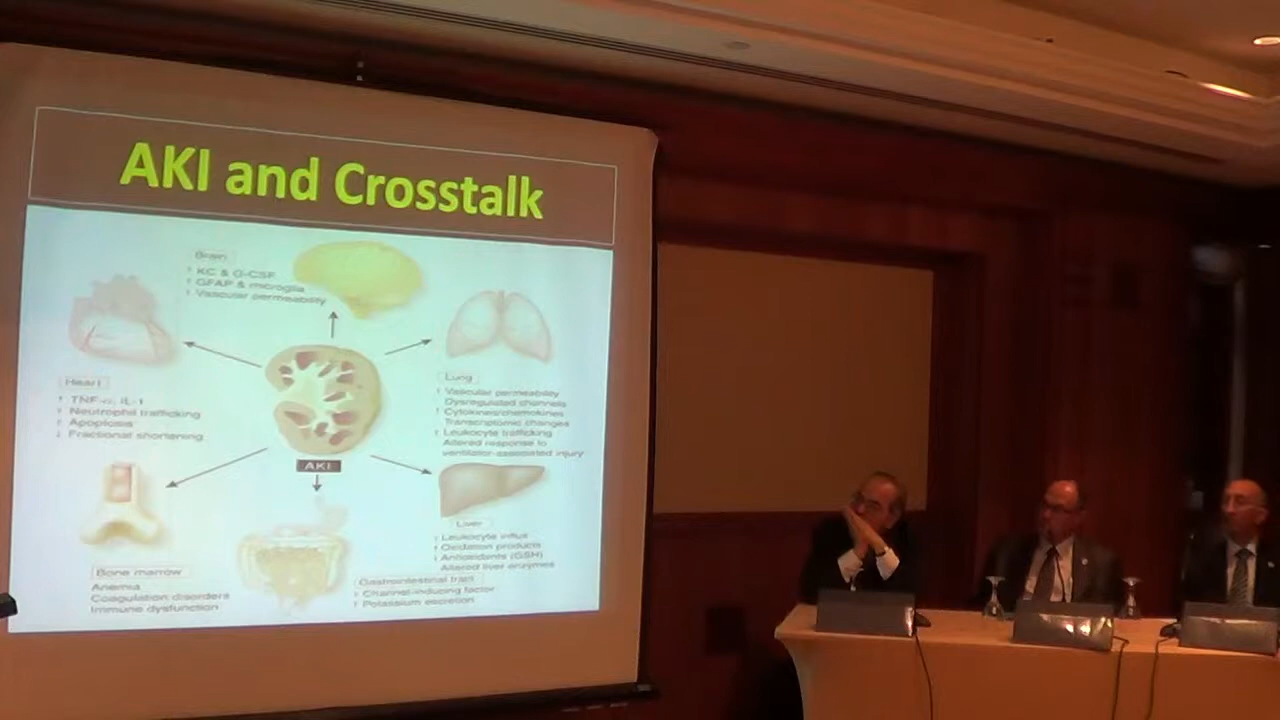 AKI and Crosstalk
Brain
↑ KC & G-CSF
↑ GFAP & microglia
↑ Vascular permeability
Heart
↑ TNF-α, IL-1
↑ Neutrophil trafficking
↑ Apoptosis
↓ Fractional shortening
Lung
↑ Vascular permeability
Dysregulated channels
↑ Cytokines/chemokines
Transcriptomic changes
↑ Leukocyte trafficking
Altered response to
ventilator-associated injury
AKI
Liver
↑ Leukocyte influx
↑ Oxidation products
Antioxidants (GSH)
Altered liver enzymes
Bone marrow
Anemia
Coagulation disorders
Immune dysfunction
Gastrointestinal tract
Channel-inducing factor
Potassium excretion